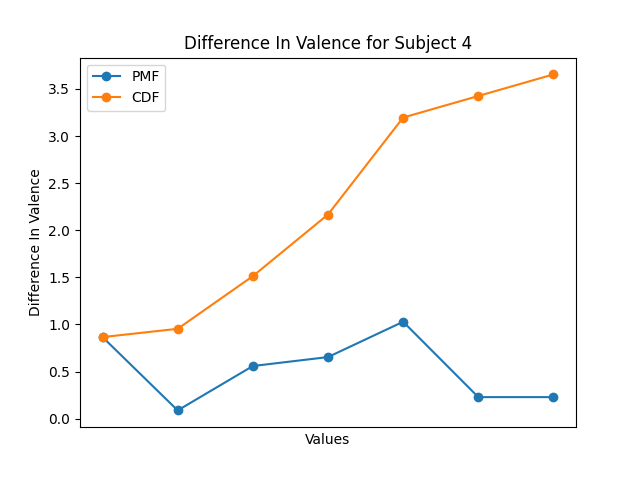 Difference In Valence for Subject 4
PMF
CDF
Difference In Valence
3.5
3.0
2.5
2.0
1.5
1.0
0.5
0.0
Values